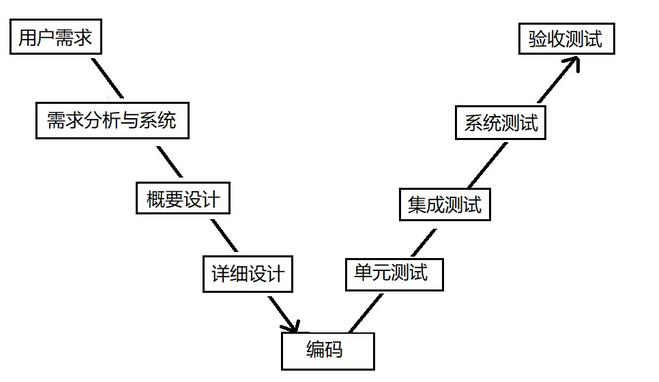 用户需求
验收测试
需求分析与系统
系统测试
概要设计
集成测试
详细设计
单元测试
编码